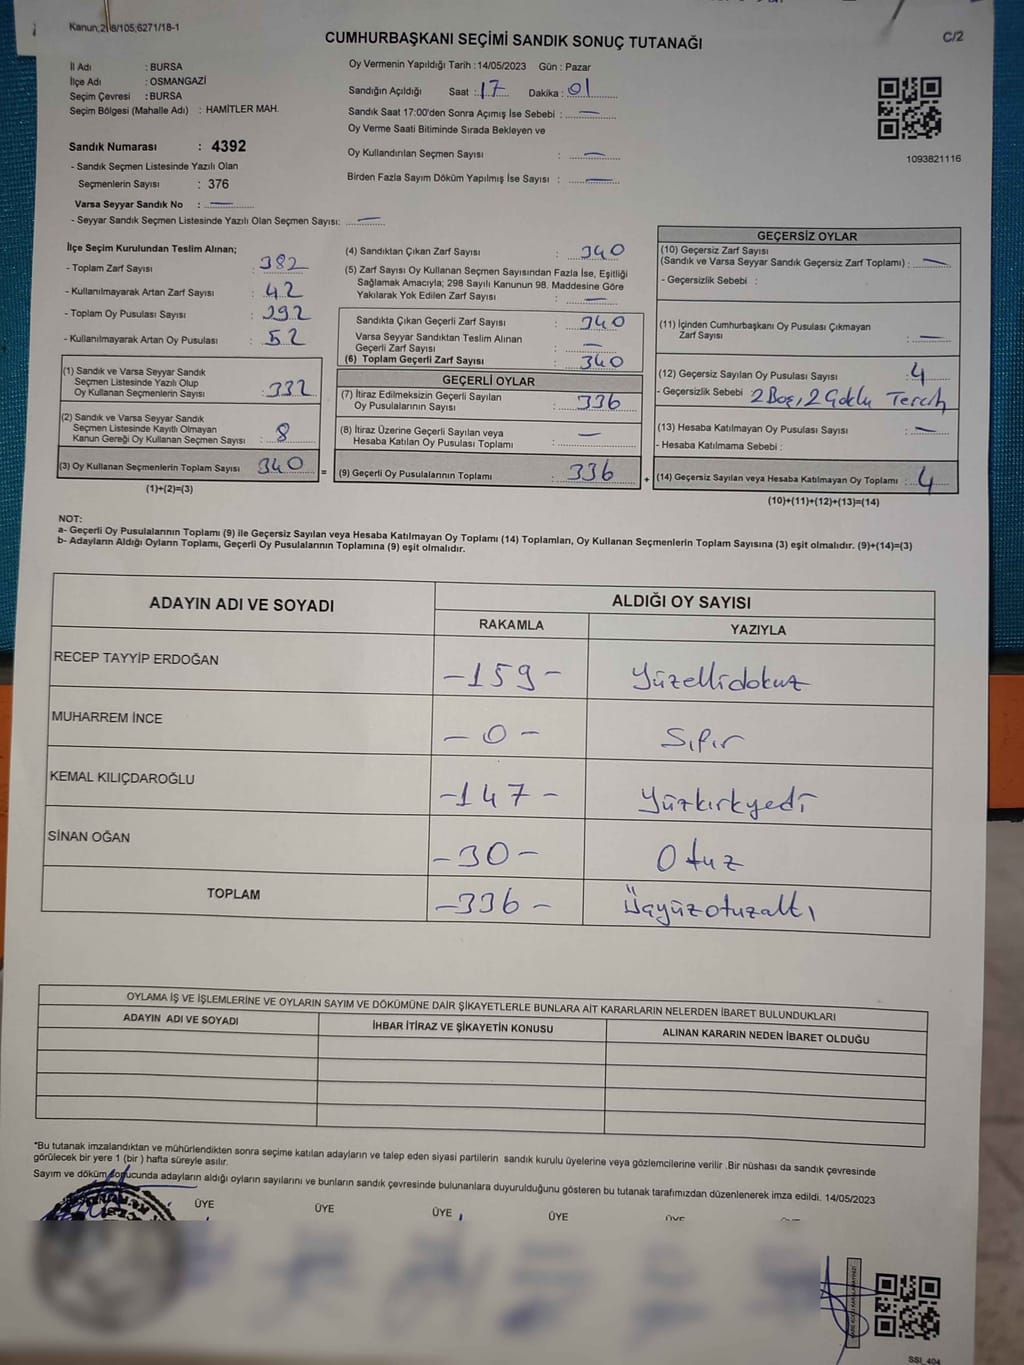 Kanun,298/105;6271/18-1
C/2
CUMHURBAŞKANI SEÇİMİ SANDIK SONUÇ TUTANAĞI
İl Adı : BURSA
İlçe Adı : OSMANGAZİ
Seçim Çevresi : BURSA
Seçim Bölgesi (Mahalle Adı) : HAMİTLER MAH.
Oy Vermenin Yapıldığı Tarih :14/05/2023 Gün : Pazar
Sandığın Açıldığı Saat : 17 Dakika : 01
Sandık Saat 17:00'den Sonra Açımış İse Sebebi : —
Oy Verme Saati Bitiminde Sırada Bekleyen ve
Oy Kullandırılan Seçmen Sayısı : —
Birden Fazla Sayım Döküm Yapılmış İse Sayısı : —
1093821116
Sandık Numarası : 4392
- Sandık Seçmen Listesinde Yazılı Olan
Seçmenlerin Sayısı : 376
Varsa Seyyar Sandık No : —
- Seyyar Sandık Seçmen Listesinde Yazılı Olan Seçmen Sayısı: —
İlçe Seçim Kurulundan Teslim Alınan;
- Toplam Zarf Sayısı : 382
- Kullanılmayarak Artan Zarf Sayısı : 42
- Toplam Oy Pusulası Sayısı : 392
- Kullanılmayarak Artan Oy Pusulası : 52
(1) Sandık ve Varsa Seyyar Sandık
Seçmen Listesinde Yazılı Olup
Oy Kullanan Seçmenlerin Sayısı : 332
(2) Sandık ve Varsa Seyyar Sandık
Seçmen Listesinde Kayıtlı Olmayan
Kanun Gereği Oy Kullanan Seçmen Sayısı : 8
(3) Oy Kullanan Seçmenlerin Toplam Sayısı 340
(1)+(2)=(3)
(4) Sandıktan Çıkan Zarf Sayısı : 340
(5) Zarf Sayısı Oy Kullanan Seçmen Sayısından Fazla İse, Eşitliği
Sağlamak Amacıyla; 298 Sayılı Kanunun 98. Maddesine Göre
Yakılarak Yok Edilen Zarf Sayısı : —
Sandıkta Çıkan Geçerli Zarf Sayısı : 340
Varsa Seyyar Sandıktan Teslim Alınan
Geçerli Zarf Sayısı : —
(6) Toplam Geçerli Zarf Sayısı : 340
GEÇERLİ OYLAR
(7) İtiraz Edilmeksizin Geçerli Sayılan
Oy Pusulalarının Sayısı : 336
(8) İtiraz Üzerine Geçerli Sayılan veya
Hesaba Katılan Oy Pusulası Toplamı : —
= (9) Geçerli Oy Pusulalarının Toplamı : 336
GEÇERSİZ OYLAR
(10) Geçersiz Zarf Sayısı
(Sandık ve Varsa Seyyar Sandık Geçersiz Zarf Toplamı) : —
- Geçersizlik Sebebi :
(11) İçinden Cumhurbaşkanı Oy Pusulası Çıkmayan
Zarf Sayısı : —
(12) Geçersiz Sayılan Oy Pusulası Sayısı : 4
- Geçersizlik Sebebi 2 Boş, 2 Çoklu Tercih
(13) Hesaba Katılmayan Oy Pusulası Sayısı : —
- Hesaba Katılmama Sebebi :
+ (14) Geçersiz Sayılan veya Hesaba Katılmayan Oy Toplamı : 4
(10)+(11)+(12)+(13)=(14)
NOT:
a- Geçerli Oy Pusulalarının Toplamı (9) ile Geçersiz Sayılan veya Hesaba Katılmayan Oy Toplamı (14) Toplamları, Oy Kullanan Seçmenlerin Toplam Sayısına (3) eşit olmalıdır. (9)+(14)=(3)
b- Adayların Aldığı Oyların Toplamı, Geçerli Oy Pusulalarının Toplamına (9) eşit olmalıdır.
ADAYIN ADI VE SOYADI
ALDIĞI OY SAYISI
RAKAMLA YAZIYLA
RECEP TAYYİP ERDOĞAN -159- Yüzellidokuz
MUHARREM İNCE -0- Sıfır
KEMAL KILIÇDAROĞLU -147- Yüzkırkyedi
SİNAN OĞAN -30- Otuz
TOPLAM -336- Üçyüzotuzaltı
OYLAMA İŞ VE İŞLEMLERİNE VE OYLARIN SAYIM VE DÖKÜMÜNE DAİR ŞİKAYETLERLE BUNLARA AİT KARARLARIN NELERDEN İBARET BULUNDUKLARI
ADAYIN ADI VE SOYADI İHBAR İTİRAZ VE ŞİKAYETİN KONUSU ALINAN KARARIN NEDEN İBARET OLDUĞU
*Bu tutanak imzalandıktan ve mühürlendikten sonra seçime katılan adayların ve talep eden siyasi partilerin sandık kurulu üyelerine veya gözlemcilerine verilir .Bir nüshası da sandık çevresinde
görülecek bir yere 1 (bir ) hafta süreyle asılır.
Sayım ve döküm sonucunda adayların aldığı oyların sayılarını ve bunların sandık çevresinde bulunanlara duyurulduğunu gösteren bu tutanak tarafımızdan düzenlenerek imza edildi. 14/05/2023
ÜYE ÜYE ÜYE ÜYE ÜYE
SSI_404